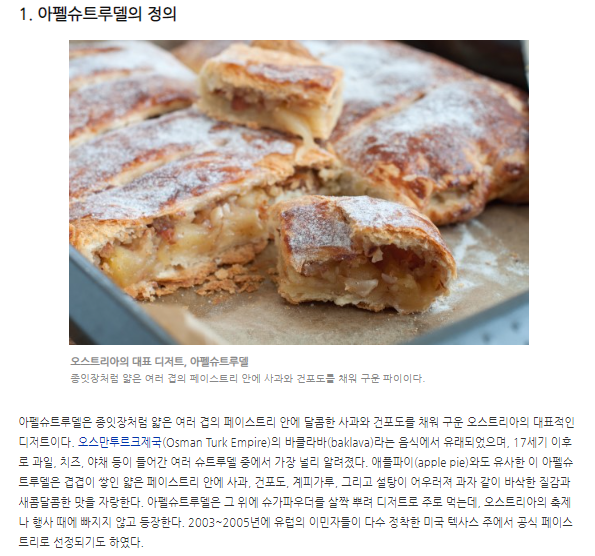 1. 아펠슈트루델의 정의
오스트리아의 대표 디저트, 아펠슈트루델
종잇장처럼 얇은 여러 겹의 페이스트리 안에 사과와 건포도를 채워 구운 파이이다.
아펠슈트루델은 종잇장처럼 얇은 여러 겹의 페이스트리 안에 달콤한 사과와 건포도를 채워 구운 오스트리아의 대표적인
디저트이다. 오스만투르크제국(Osman Turk Empire)의 바클라바(baklava)라는 음식에서 유래되었으며, 17세기 이후
로 과일, 치즈, 야채 등이 들어간 여러 슈트루델 중에서 가장 널리 알려졌다. 애플파이(apple pie)와도 유사한 이 아펠슈
트루델은 겹겹이 쌓인 얇은 페이스트리 안에 사과, 건포도, 계피가루, 그리고 설탕이 어우러져 과자 같이 바삭한 질감과
새콤달콤한 맛을 자랑한다. 아펠슈트루델은 그 위에 슈가파우더를 살짝 뿌려 디저트로 주로 먹는데, 오스트리아의 축제
나 행사 때에 빠지지 않고 등장한다. 2003~2005년에 유럽의 이민자들이 다수 정착한 미국 텍사스 주에서 공식 페이스
트리로 선정되기도 하였다.